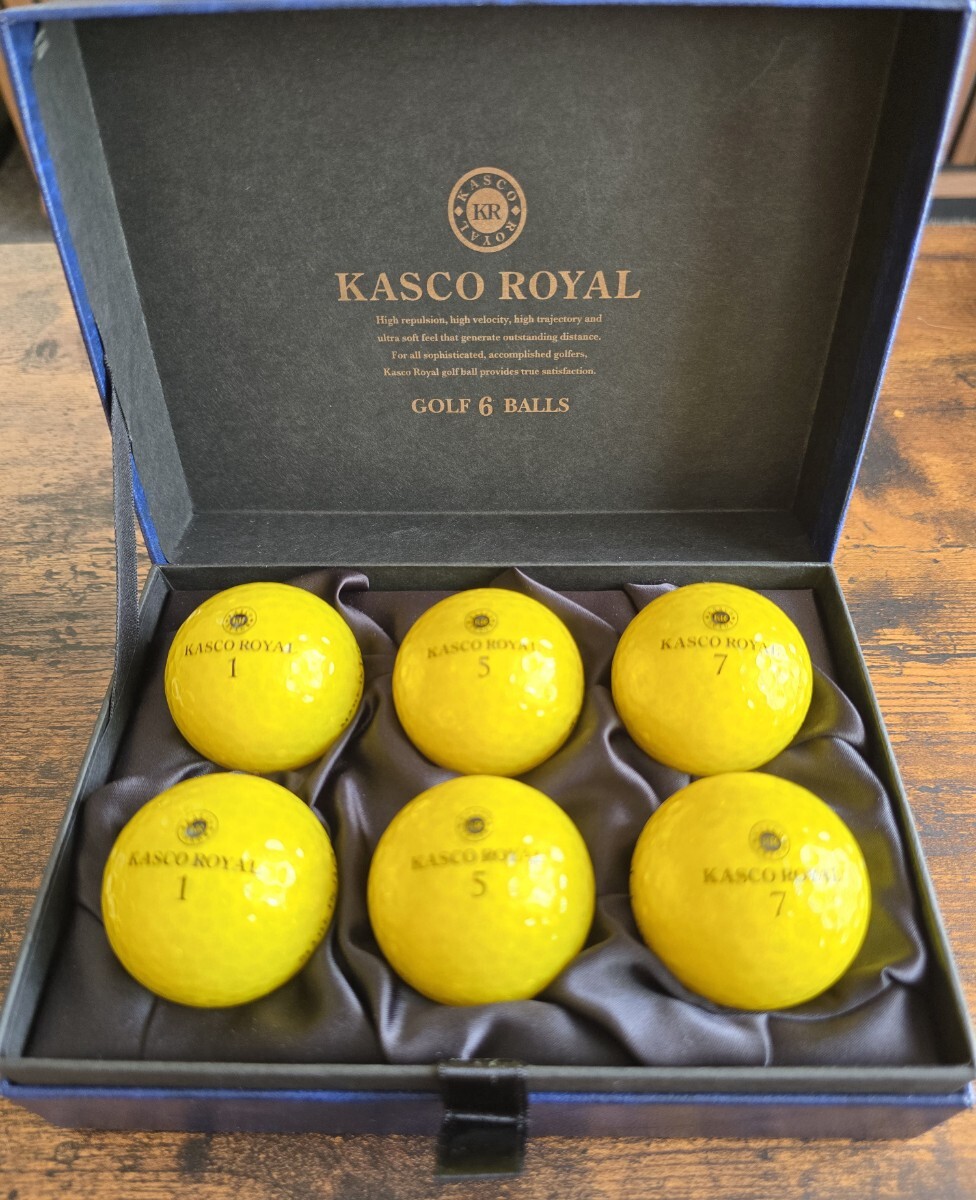 KASCO
KR
ROYAL
KASCO ROYAL
High repulsion, high velocity, high trajectory and
ultra soft feel that generate outstanding distance.
For all sophisticated, accomplished golfers,
Kasco Royal golf ball provides true satisfaction.
GOLF 6 BALLS
KASCO ROYAL
1
KASCO ROYAL
5
KASCO ROYAL
7
KASCO ROYAL
1
KASCO ROYAL
5
KASCO ROYAL
7